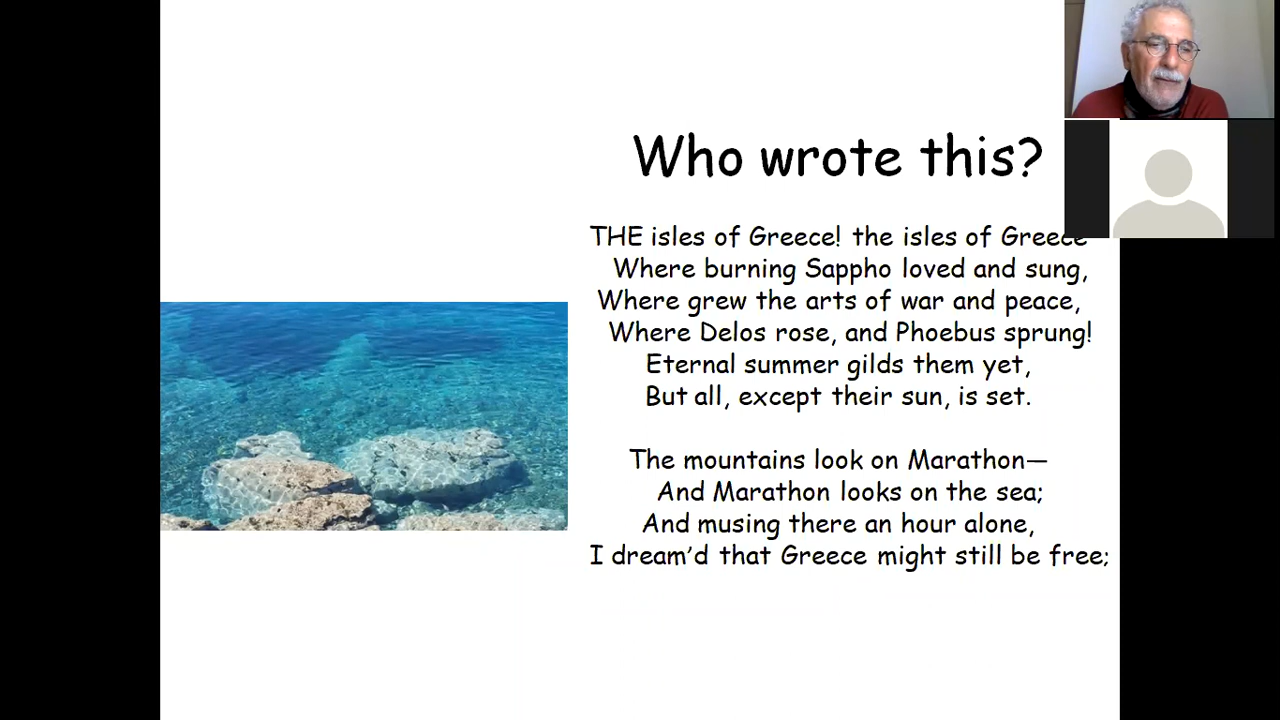 Who wrote this?
THE isles of Greece! the isles of Greece
Where burning Sappho loved and sung,
Where grew the arts of war and peace,
Where Delos rose, and Phoebus sprung!
Eternal summer gilds them yet,
But all, except their sun, is set.
The mountains look on Marathon—
And Marathon looks on the sea;
And musing there an hour alone,
I dream’d that Greece might still be free;